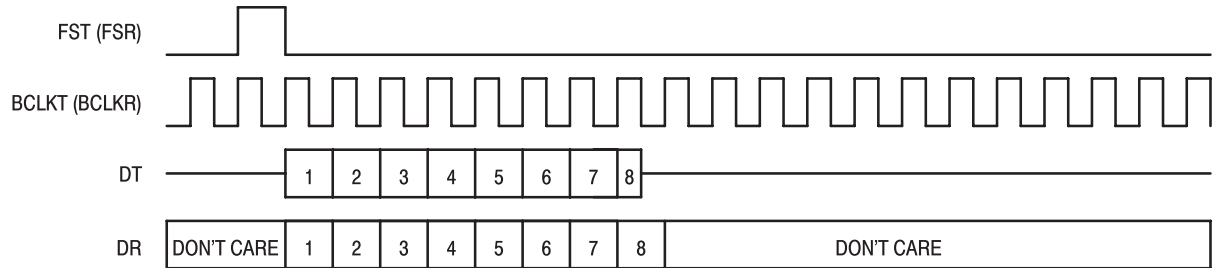 FST (FSR)
BCLKT (BCLKR)
DT 1 2 3 4 5 6 7 8
DR DON'T CARE 1 2 3 4 5 6 7 8 DON'T CARE